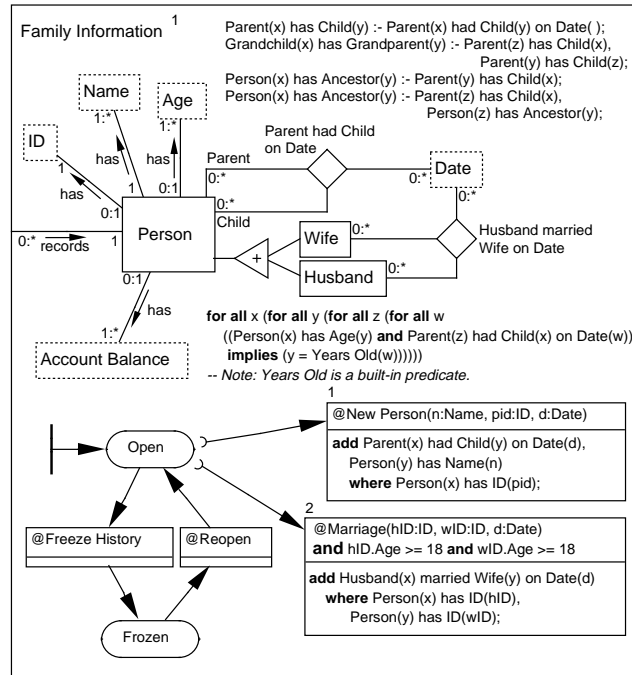 Family Information 1
Parent(x) has Child(y) :- Parent(x) had Child(y) on Date( );
Grandchild(x) has Grandparent(y) :- Parent(z) has Child(x),
Parent(y) has Child(z);
Person(x) has Ancestor(y) :- Parent(y) has Child(x);
Person(x) has Ancestor(y) :- Parent(z) has Child(x),
Person(z) has Ancestor(y);
Name
Age
ID
1:*
1:*
1
has
has
has
0:1
1
0:1
Parent
0:*
Parent had Child
on Date
0:*
Date
0:*
0:*
Child
Person
0:*
records
1
0:1
+
Wife
0:*
Husband
0:*
Husband married
Wife on Date
has
1:*
Account Balance
for all x (for all y (for all z (for all w
((Person(x) has Age(y) and Parent(z) had Child(x) on Date(w))
implies (y = Years Old(w))))))
-- Note: Years Old is a built-in predicate.
1
@New Person(n:Name, pid:ID, d:Date)
add Parent(x) had Child(y) on Date(d),
Person(y) has Name(n)
where Person(x) has ID(pid);
Open
2
@Marriage(hID:ID, wID:ID, d:Date)
and hID.Age >= 18 and wID.Age >= 18
add Husband(x) married Wife(y) on Date(d)
where Person(x) has ID(hID),
Person(y) has ID(wID);
@Freeze History
@Reopen
Frozen